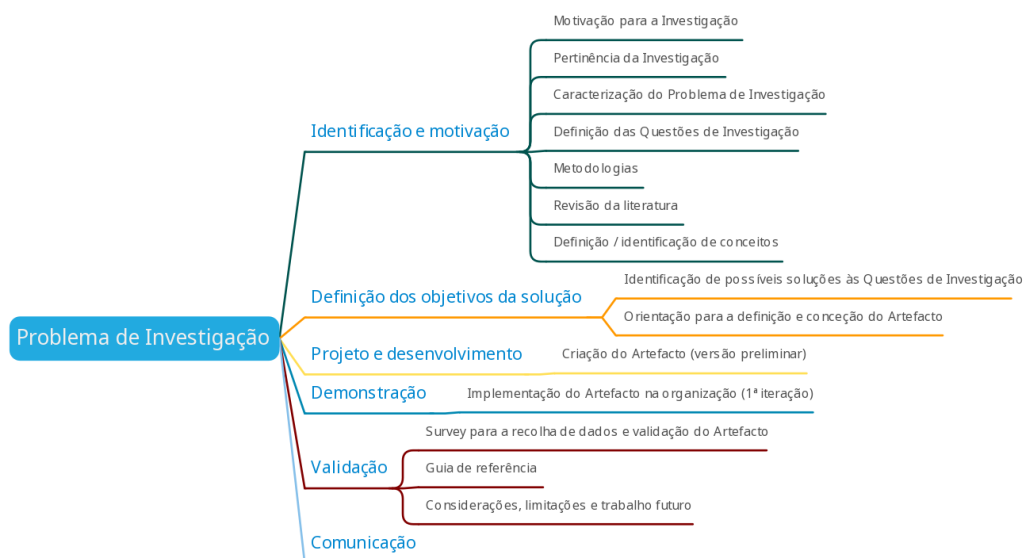 Problema de Investigação
Identificação e motivação
Motivação para a Investigação
Pertinência da Investigação
Caracterização do Problema de Investigação
Definição das Questões de Investigação
Metodologias
Revisão da literatura
Definição / identificação de conceitos
Definição dos objetivos da solução
Identificação de possíveis soluções às Questões de Investigação
Orientação para a definição e conceção do Artefacto
Projeto e desenvolvimento
Criação do Artefacto (versão preliminar)
Demonstração
Implementação do Artefacto na organização (1ª iteração)
Validação
Survey para a recolha de dados e validação do Artefacto
Guia de referência
Considerações, limitações e trabalho futuro
Comunicação